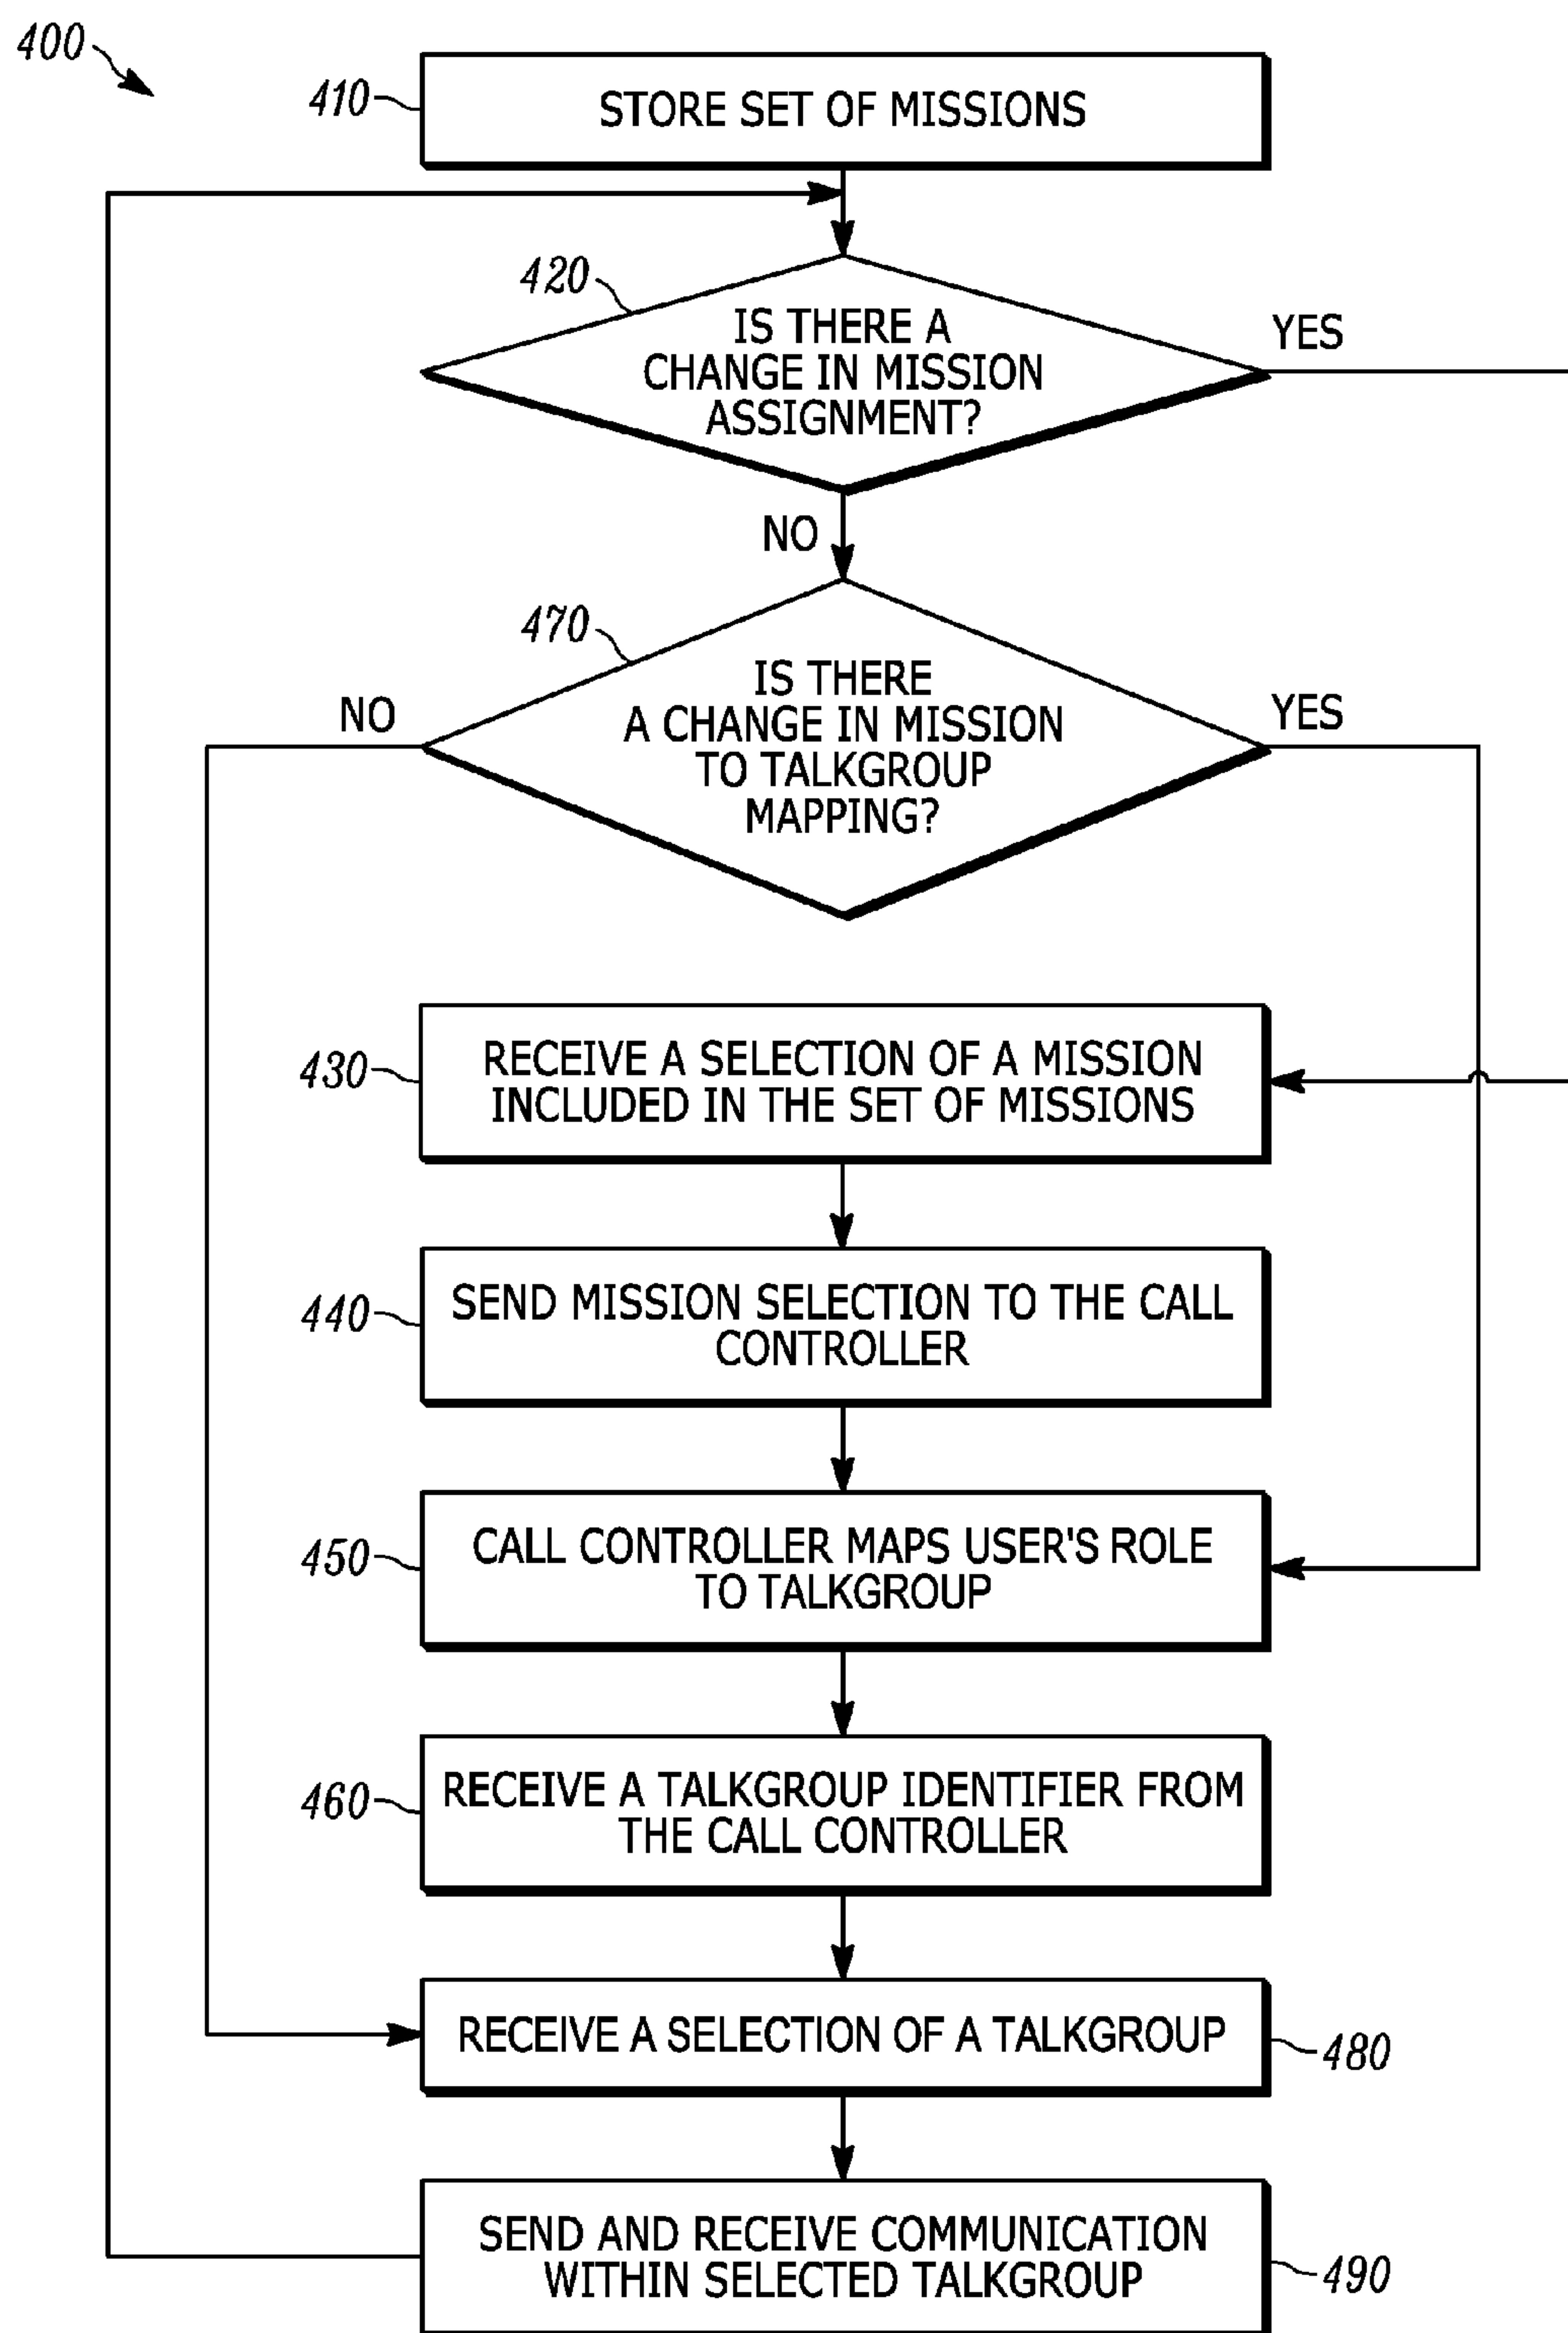 400
410
STORE SET OF MISSIONS
420
IS THERE A
CHANGE IN MISSION
ASSIGNMENT?
YES
NO
470
IS THERE
A CHANGE IN MISSION
TO TALKGROUP
MAPPING?
NO
YES
430
RECEIVE A SELECTION OF A MISSION
INCLUDED IN THE SET OF MISSIONS
440
SEND MISSION SELECTION TO THE CALL
CONTROLLER
450
CALL CONTROLLER MAPS USER'S ROLE
TO TALKGROUP
460
RECEIVE A TALKGROUP IDENTIFIER FROM
THE CALL CONTROLLER
RECEIVE A SELECTION OF A TALKGROUP
480
SEND AND RECEIVE COMMUNICATION
WITHIN SELECTED TALKGROUP
490